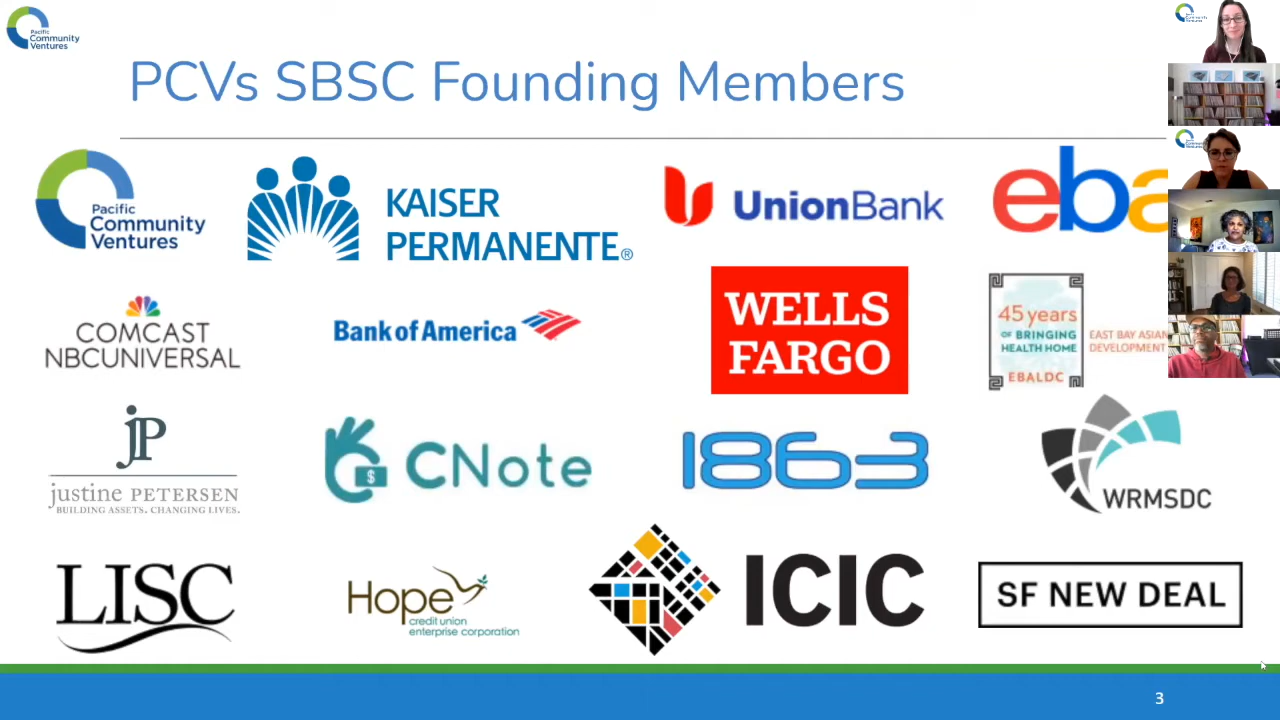 Pacific
Community
Ventures
PCVs SBSC Founding Members
Pacific
Community
Ventures
KAISER
PERMANENTE®
UnionBank
eba
COMCAST
NBCUNIVERSAL
Bank of America
WELLS
FARGO
45 years
OF BRINGING
HEALTH HOME
EBALDC
EAST BAY ASIAN
DEVELOPMENT
jP
justine PETERSEN
BUILDING ASSETS. CHANGING LIVES.
$
CNote
1863
WRMSDC
LISC
Hope
credit union
enterprise corporation
ICIC
SF NEW DEAL
3